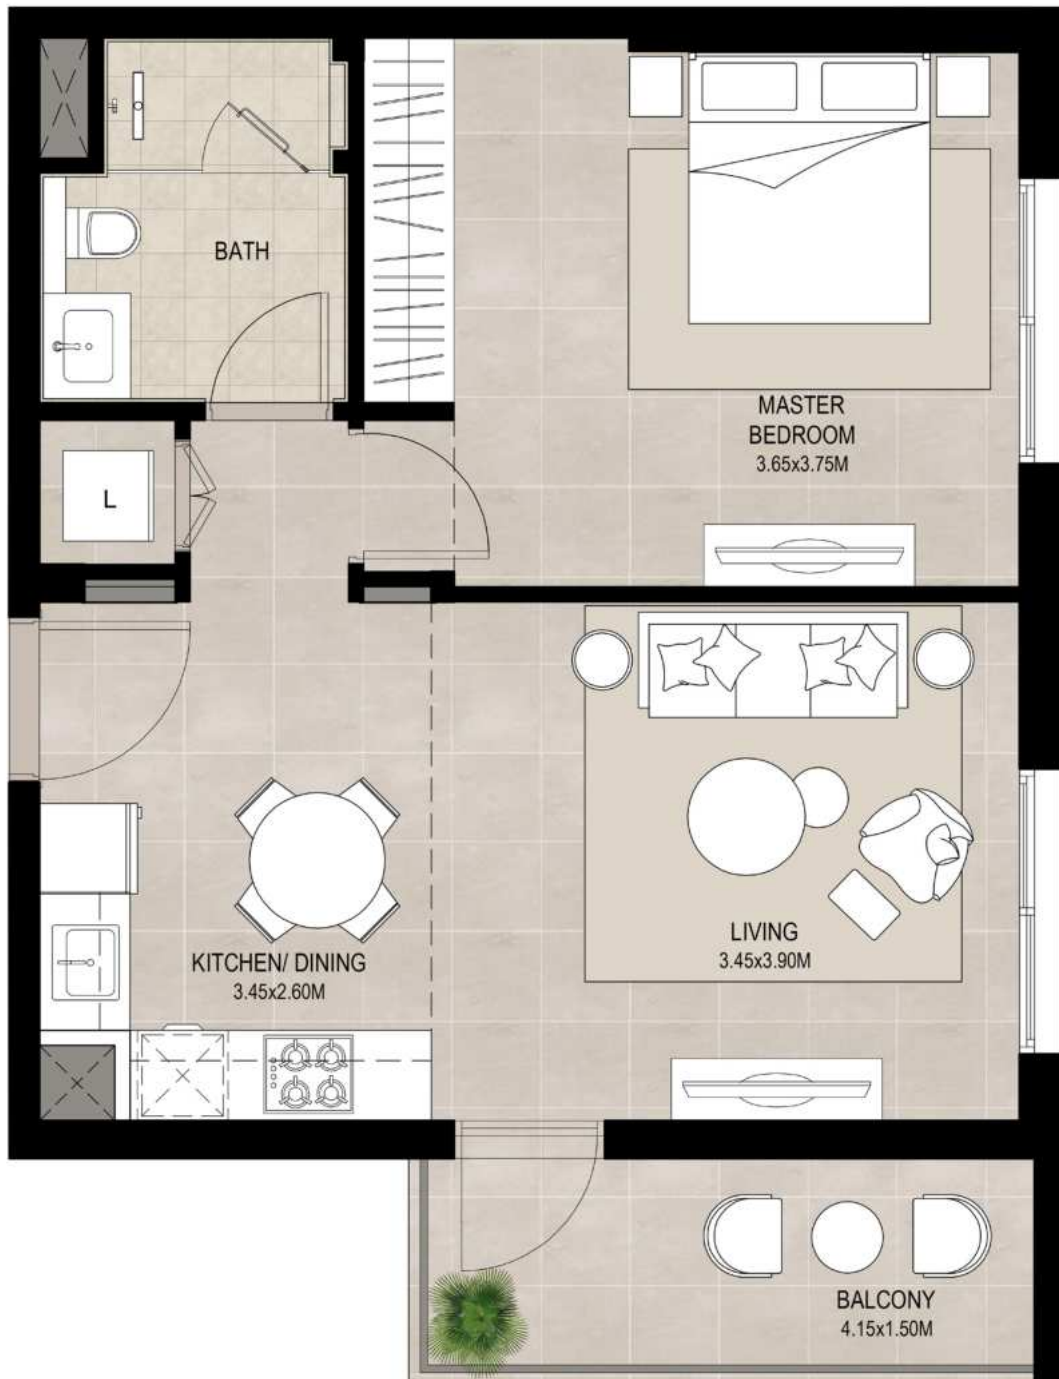 BATH
MASTER
BEDROOM
3.65x3.75M
L
LIVING
3.45x3.90M
KITCHEN/ DINING
3.45x2.60M
BALCONY
4.15x1.50M